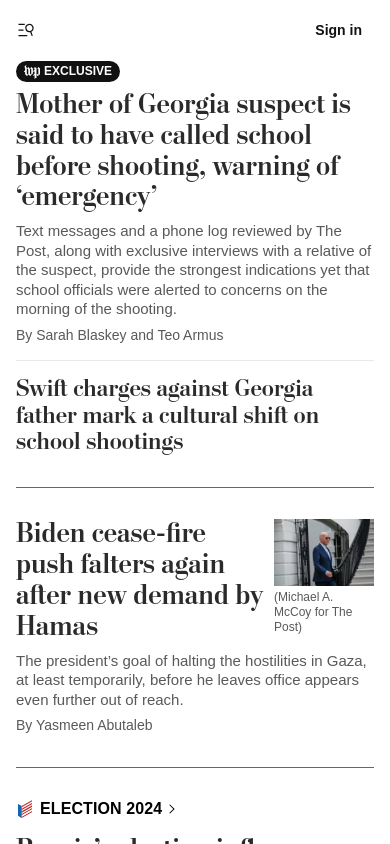 Sign in
wp EXCLUSIVE
Mother of Georgia suspect is
said to have called school
before shooting, warning of
‘emergency’
Text messages and a phone log reviewed by The
Post, along with exclusive interviews with a relative of
the suspect, provide the strongest indications yet that
school officials were alerted to concerns on the
morning of the shooting.
By Sarah Blaskey and Teo Armus
Swift charges against Georgia
father mark a cultural shift on
school shootings
Biden cease-fire
push falters again
after new demand by
Hamas
(Michael A.
McCoy for The
Post)
The president’s goal of halting the hostilities in Gaza,
at least temporarily, before he leaves office appears
even further out of reach.
By Yasmeen Abutaleb
ELECTION 2024